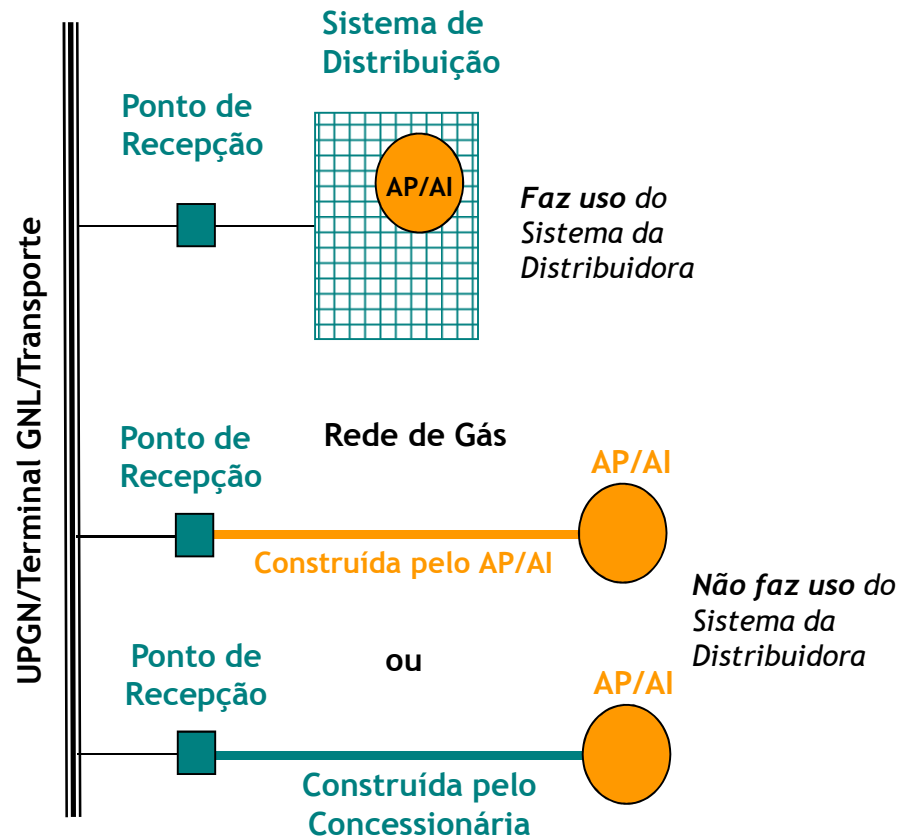 Sistema de
Distribuição
Ponto de
Recepção
AP/AI
Faz uso do
Sistema da
Distribuidora
UPGN/Terminal GNL/Transporte
Rede de Gás
Ponto de
Recepção
AP/AI
Construída pelo AP/AI
Não faz uso do
Sistema da
Distribuidora
ou
Ponto de
Recepção
AP/AI
Construída pelo
Concessionária